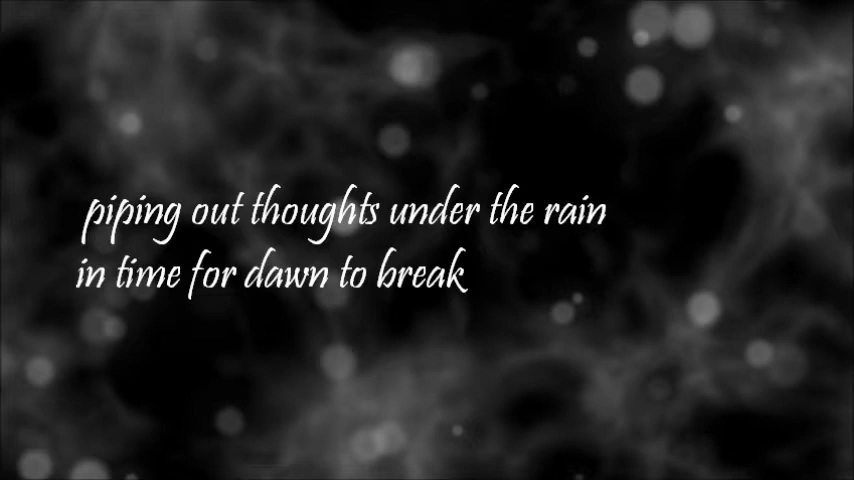 piping out thoughts under the rain
in time for dawn to break